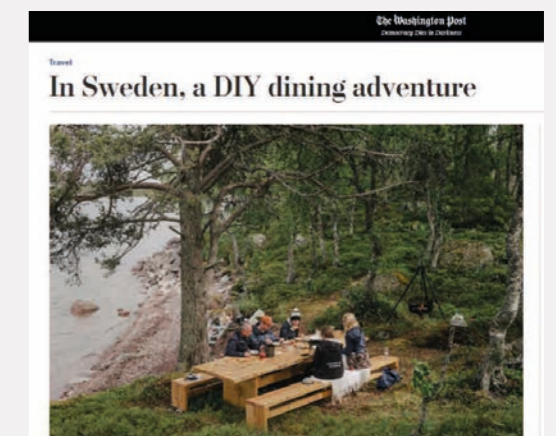 The Washington Post
Democracy Dies in Darkness
Travel
In Sweden, a DIY dining adventure